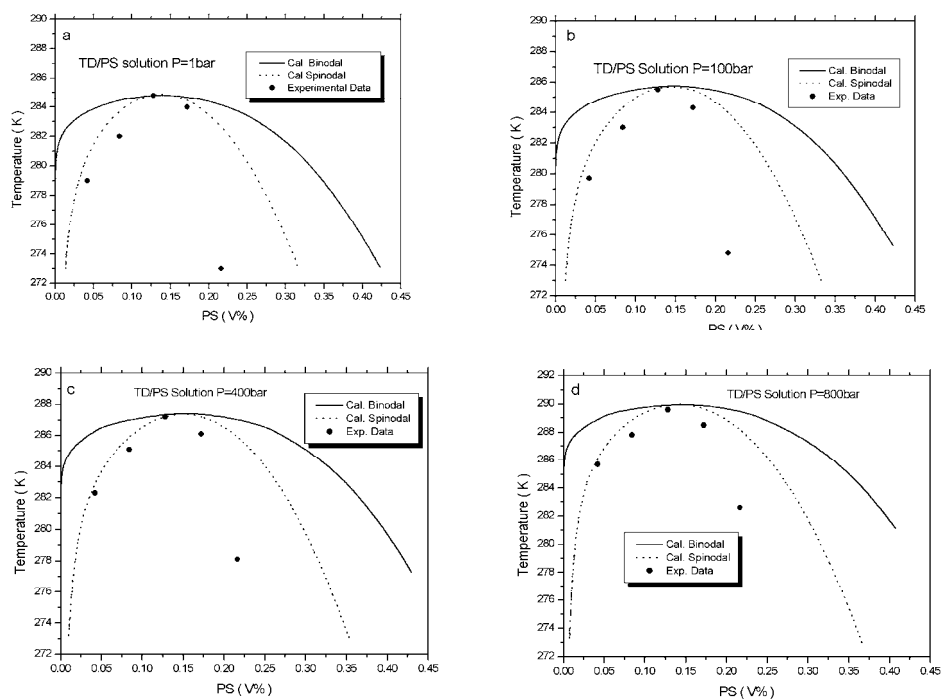 a
TD/PS solution P=1bar
Cal. Binodal
Cal Spinodal
Experimental Data
Temperature ( K )
290
288
286
284
282
280
278
276
274
272
0.00 0.05 0.10 0.15 0.20 0.25 0.30 0.35 0.40 0.45
PS ( V% )
b
TD/PS Solution P=100bar
Cal. Binodal
Cal. Spinodal
Exp. Data
Temperature ( K )
290
288
286
284
282
280
278
276
274
272
0.00 0.05 0.10 0.15 0.20 0.25 0.30 0.35 0.40 0.45
PS ( V% )
c
TD/PS Solution P=400bar
Cal. Binodal
Cal. Spinodal
Exp. Data
Temperature ( K )
290
288
286
284
282
280
278
276
274
272
0.00 0.05 0.10 0.15 0.20 0.25 0.30 0.35 0.40 0.45
PS ( V% )
d
TD/PS Solution P=800bar
Cal. Binodal
Cal. Spinodal
Exp. Data
Temperature ( K )
292
290
288
286
284
282
280
278
276
274
272
0.00 0.05 0.10 0.15 0.20 0.25 0.30 0.35 0.40 0.45
PS ( V% )